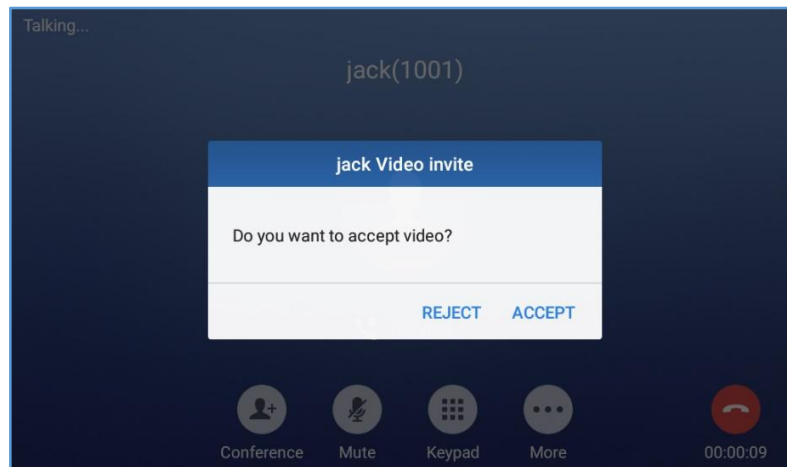 Talking...
jack(1001)
jack Video invite
Do you want to accept video?
REJECT ACCEPT
Conference Mute Keypad More 00:00:09